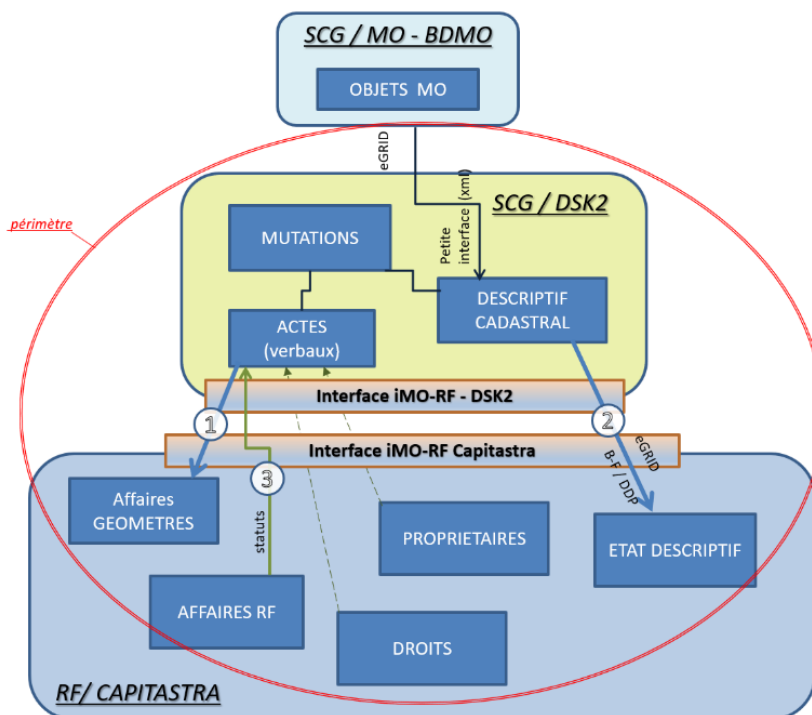 SCG / MO - BDMO
OBJETS MO
eGRID
périmètre
SCG / DSK2
Petite
interface (xml)
MUTATIONS
DESCRIPTIF
CADASTRAL
ACTES
(verbaux)
Interface iMO-RF - DSK2
1
2
Interface iMO-RF Capitastra
eGRID
B-F / DDP
3
statuts
Affaires
GEOMETRES
PROPRIETAIRES
ETAT DESCRIPTIF
AFFAIRES RF
DROITS
RF/ CAPITASTRA